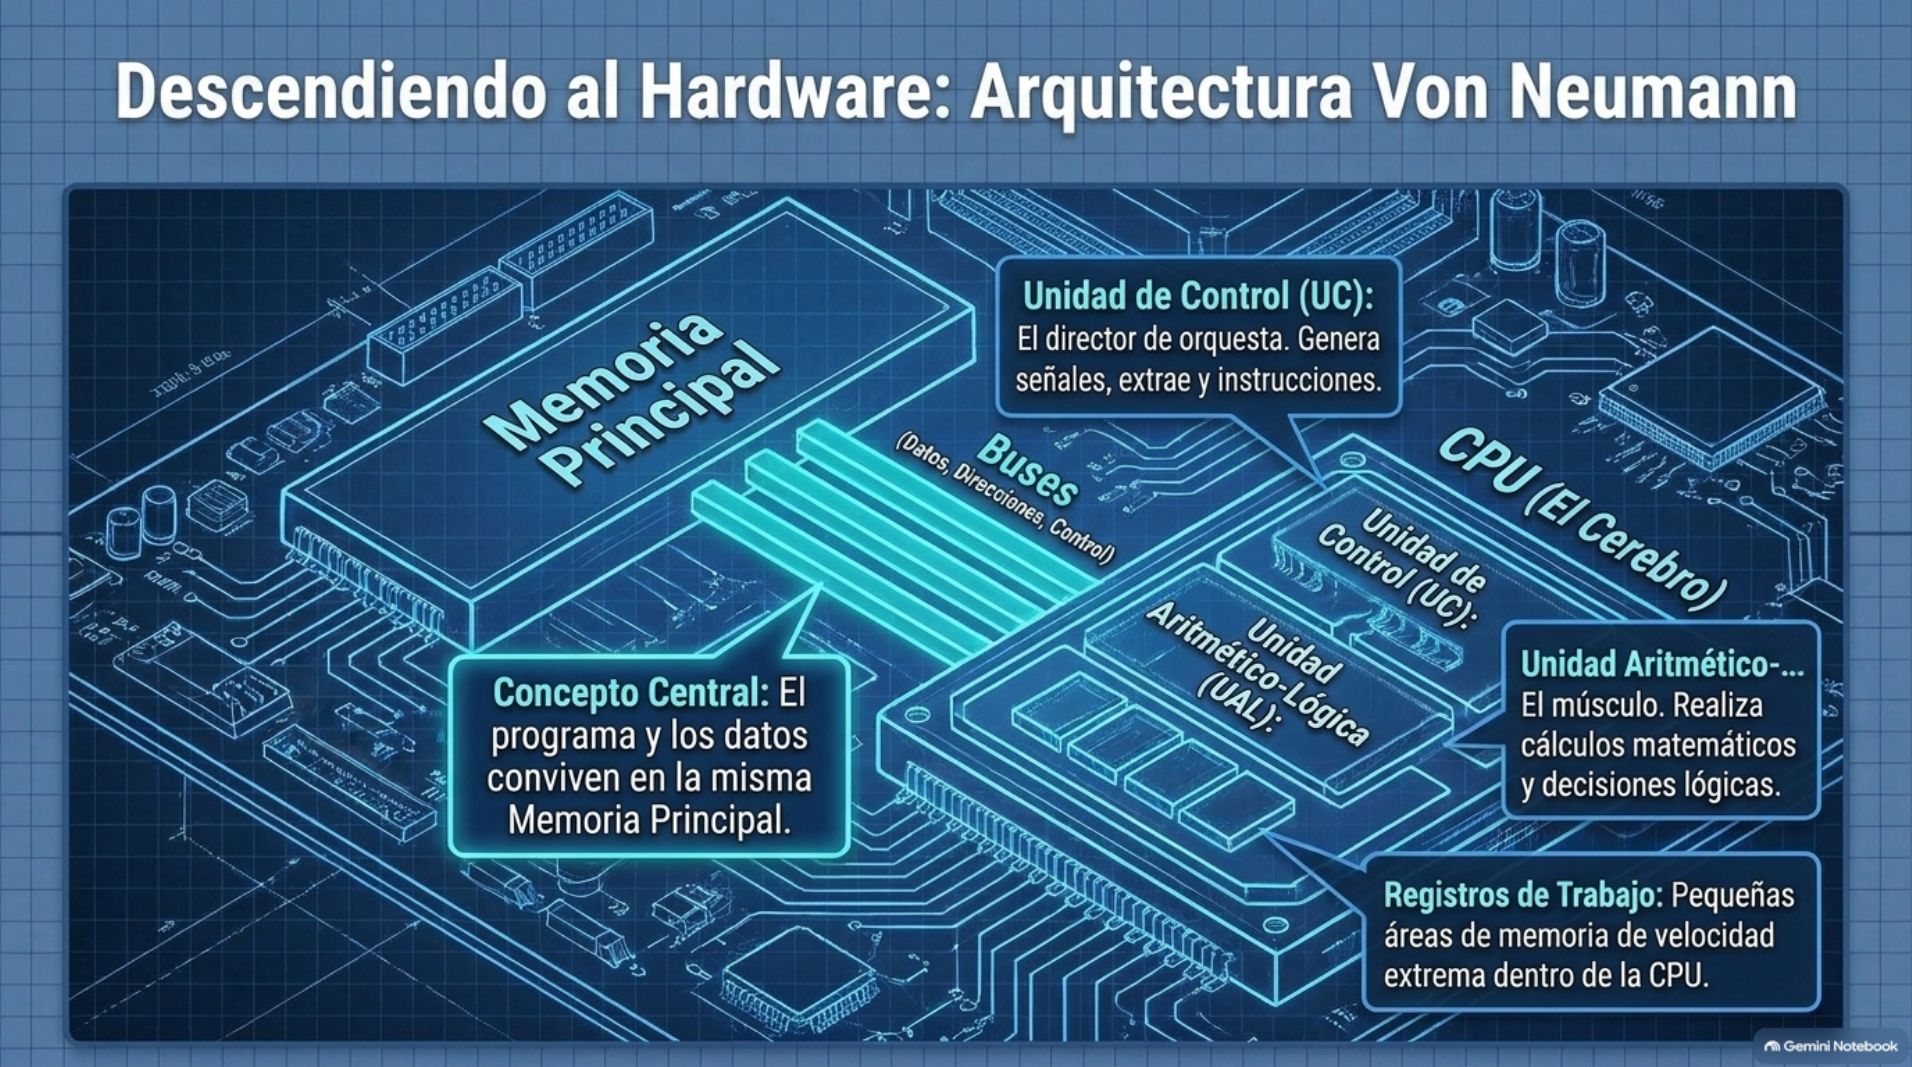 Descendiendo al Hardware: Arquitectura Von Neumann
Memoria
Principal
Unidad de Control (UC):
El director de orquesta. Genera
señales, extrae y instrucciones.
Buses
(Datos, Direcciones, Control)
CPU (El Cerebro)
Unidad de
Control (UC):
Unidad
Aritmético-Lógica
(UAL):
Concepto Central: El
programa y los datos
conviven en la misma
Memoria Principal.
Unidad Aritmético-...
El músculo. Realiza
cálculos matemáticos
y decisiones lógicas.
Registros de Trabajo: Pequeñas
áreas de memoria de velocidad
extrema dentro de la CPU.
Gemini Notebook